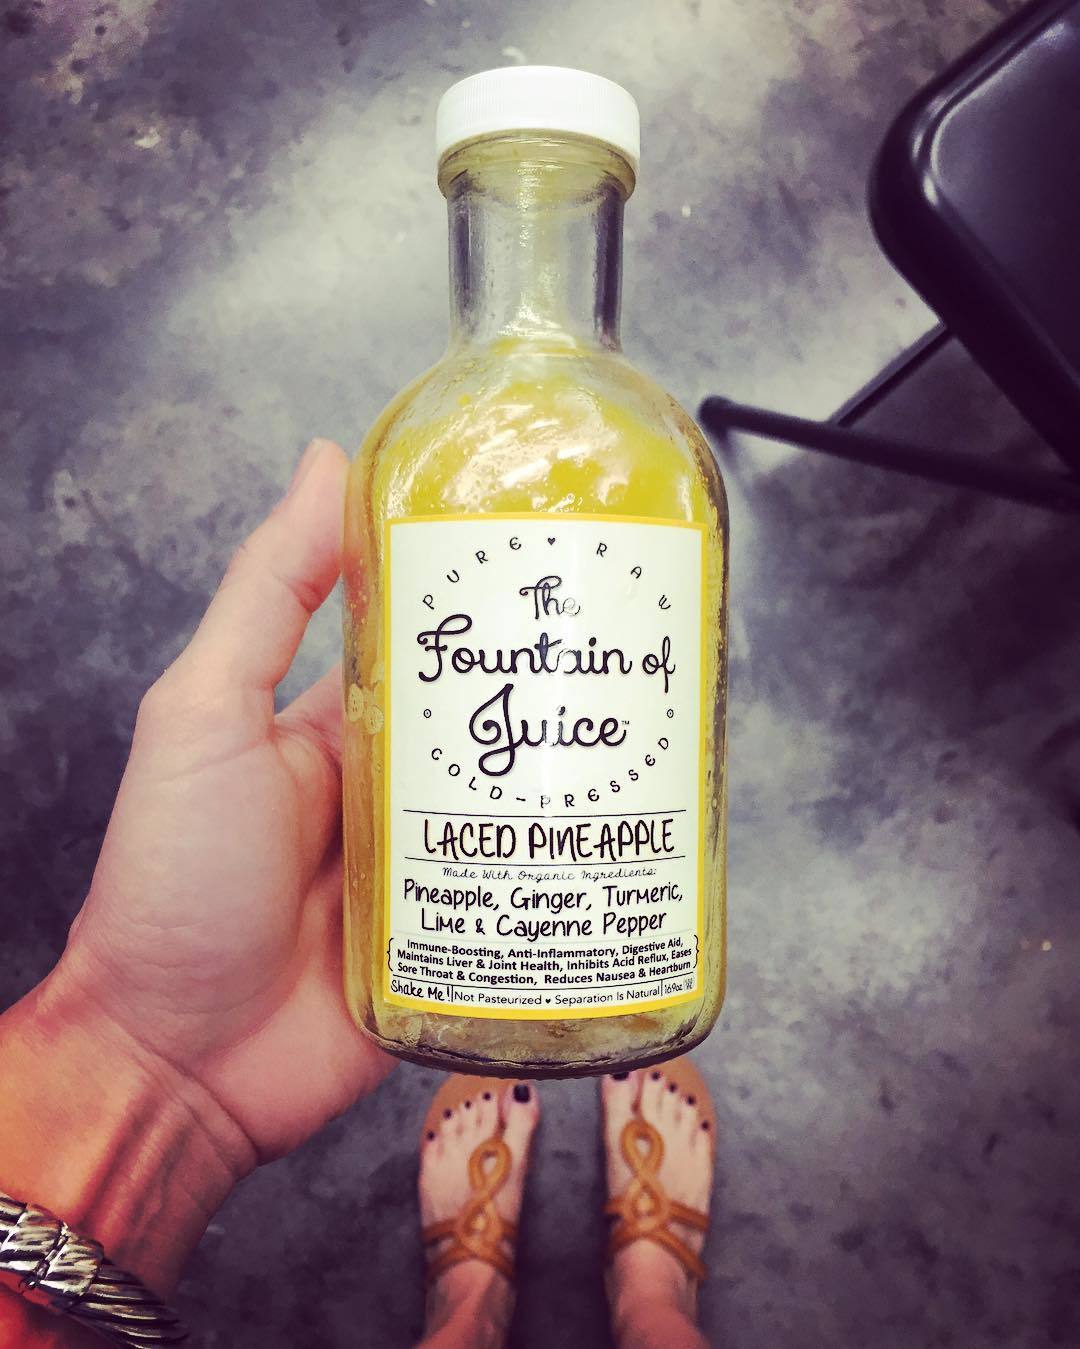 PURE ♥ RAW
The
Fountain of
Juice™
COLD-PRESSED
LACED PINEAPPLE
Made With Organic Ingredients:
Pineapple, Ginger, Turmeric,
Lime & Cayenne Pepper
Immune-Boosting, Anti-Inflammatory, Digestive Aid,
Maintains Liver & Joint Health, Inhibits Acid Reflux, Eases
Sore Throat & Congestion, Reduces Nausea & Heartburn
Shake Me! Not Pasteurized ♥ Separation Is Natural 16.9oz